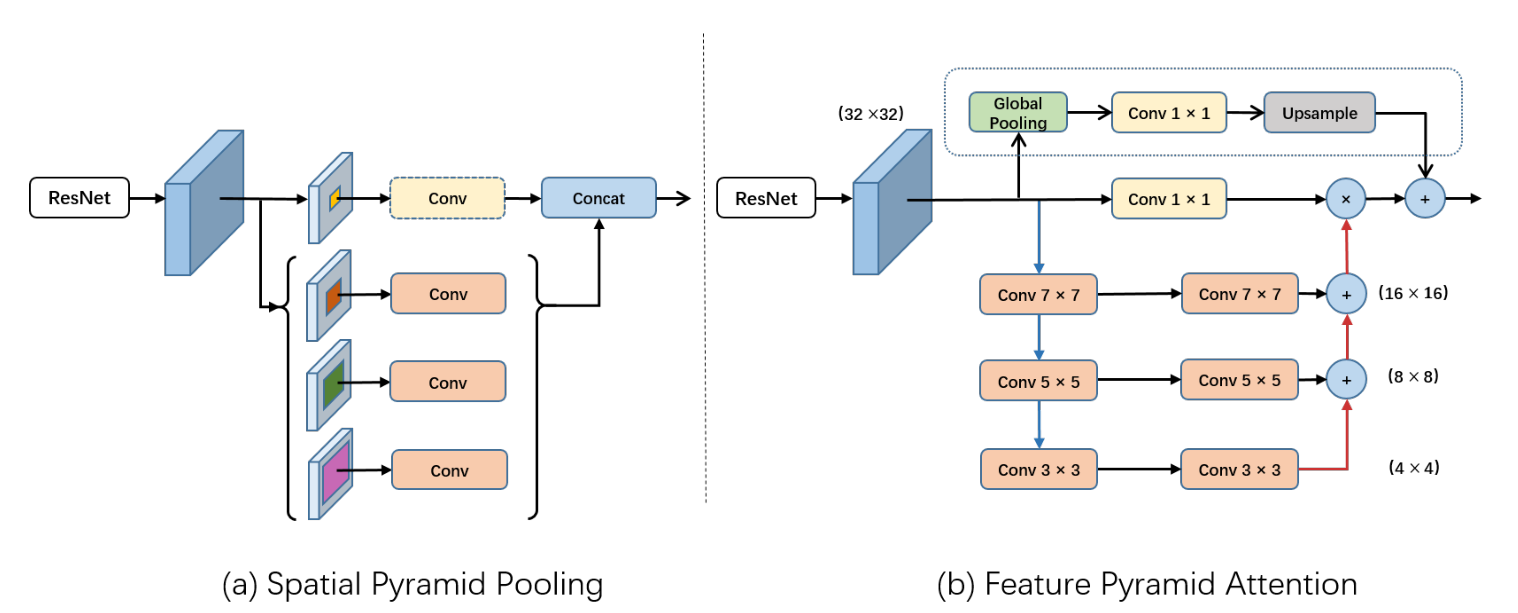 ResNet
Conv
Concat
Conv
Conv
Conv
(a) Spatial Pyramid Pooling
(32 ×32)
Global
Pooling
Conv 1 × 1
Upsample
ResNet
Conv 1 × 1
×
+
Conv 7 × 7
Conv 7 × 7
+
(16 × 16)
Conv 5 × 5
Conv 5 × 5
+
(8 × 8)
Conv 3 × 3
Conv 3 × 3
(4 × 4)
(b) Feature Pyramid Attention